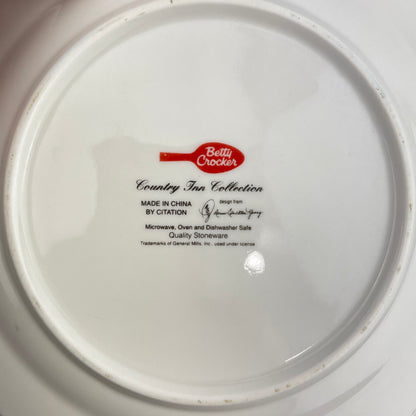 Betty
Crocker
Country Inn Collection
MADE IN CHINA
BY CITATION
design from
Microwave, Oven and Dishwasher Safe
Quality Stoneware
Trademarks of General Mills, Inc. used under license